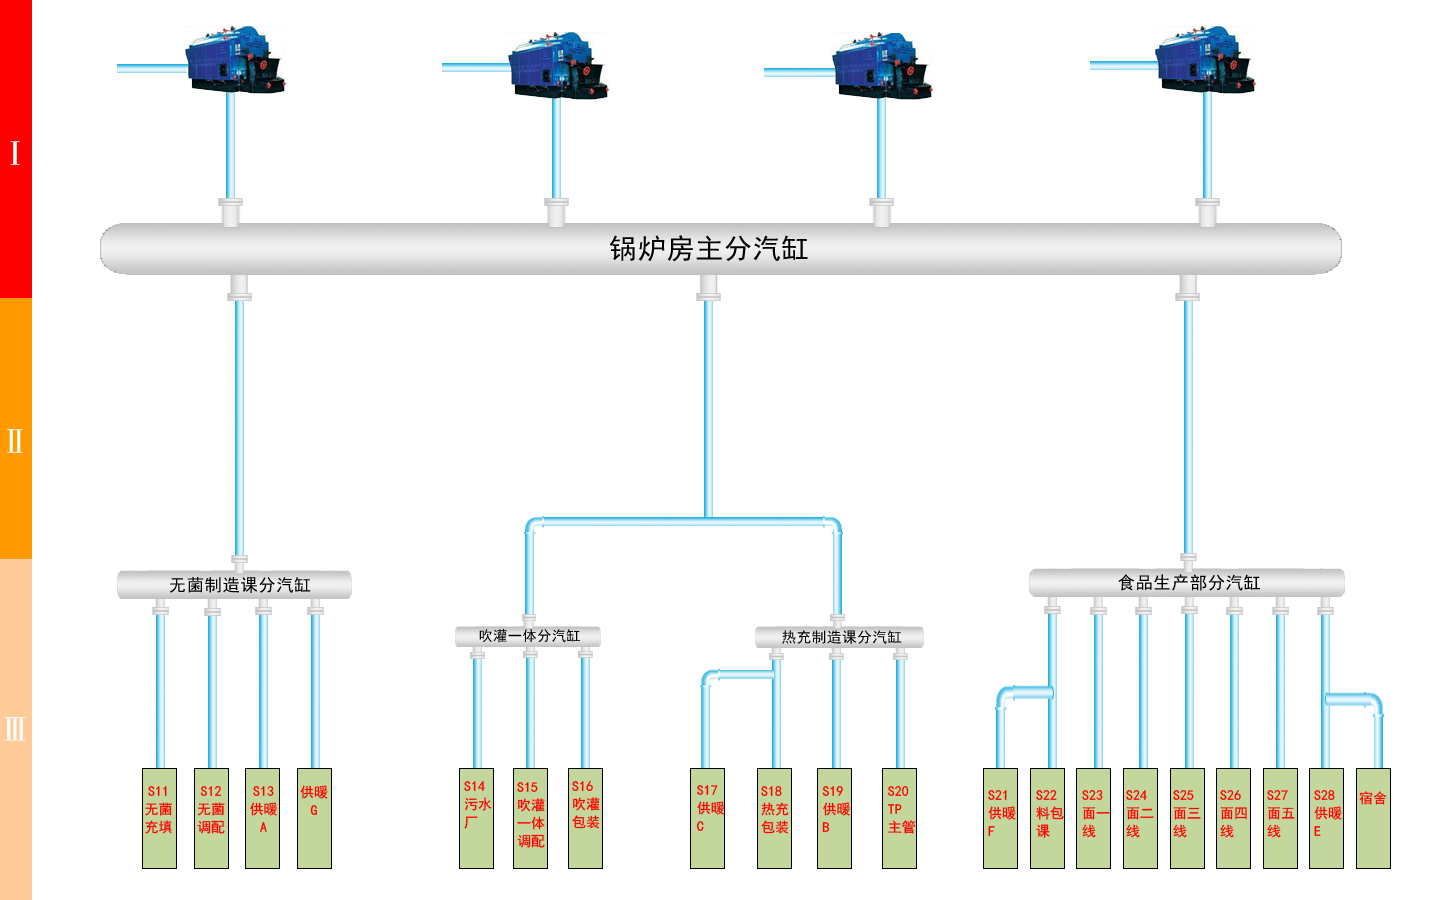 Ⅰ
锅炉房主分汽缸
Ⅱ
无菌制造课分汽缸
食品生产部分汽缸
吹灌一体分汽缸
热充制造课分汽缸
Ⅲ
S11
无菌
充填
S12
无菌
调配
S13
供暖
A
供暖
G
S14
污水
厂
S15
吹灌
一体
调配
S16
吹灌
包装
S17
供暖
C
S18
热充
包装
S19
供暖
B
S20
TP
主管
S21
供暖
F
S22
料包
课
S23
面一
线
S24
面二
线
S25
面三
线
S26
面四
线
S27
面五
线
S28
供暖
E
宿舍